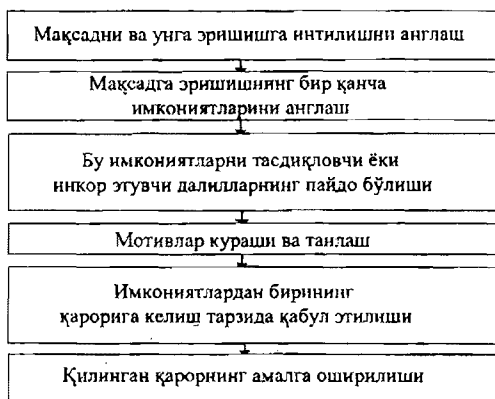 Мақсадни ва унга эришишга интилишни англаш
Мақсадга эришишнинг бир қанча
имкониятларини англаш
Бу имкониятларни тасдиқловчи ёки
инкор этувчи далилларнинг пайдо бўлиши
Мотивлар кураши ва танлаш
Имкониятлардан бирининг
қарорига келиш тарзида қабул этилиши
Қилинган қарорнинг амалга оширилиши